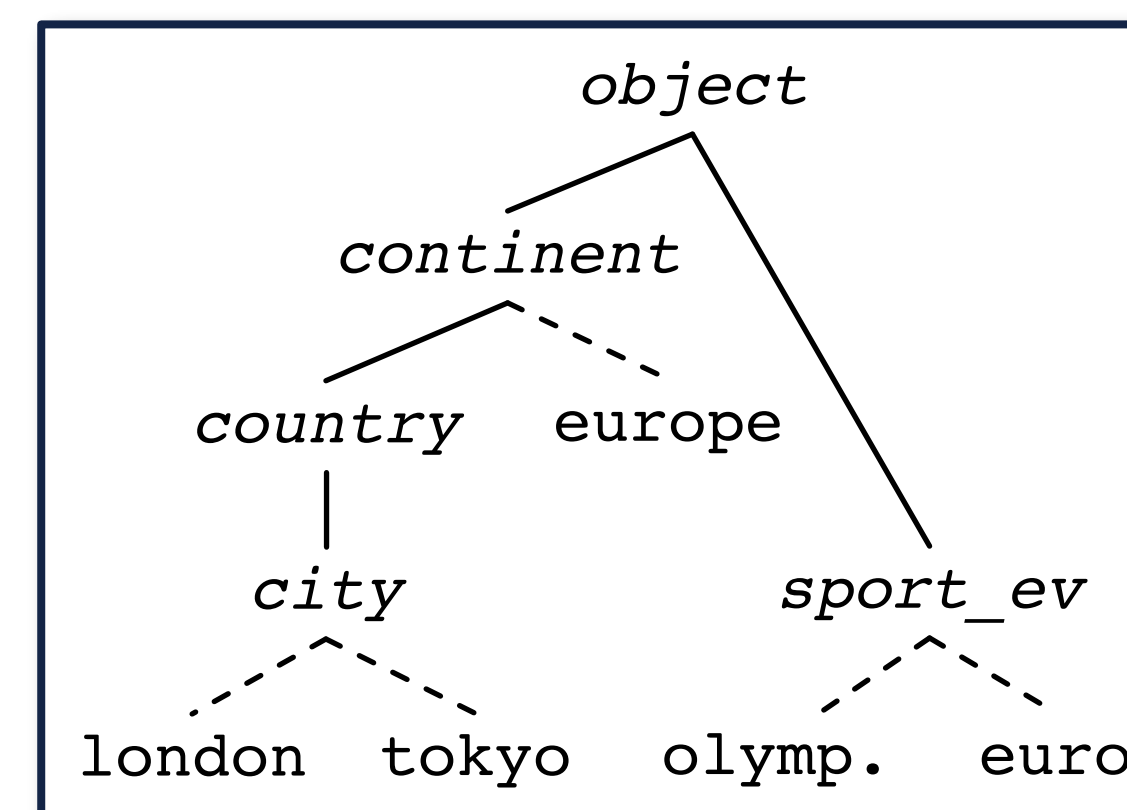 object
continent
country europe
city sport_ev
london tokyo olymp. euro